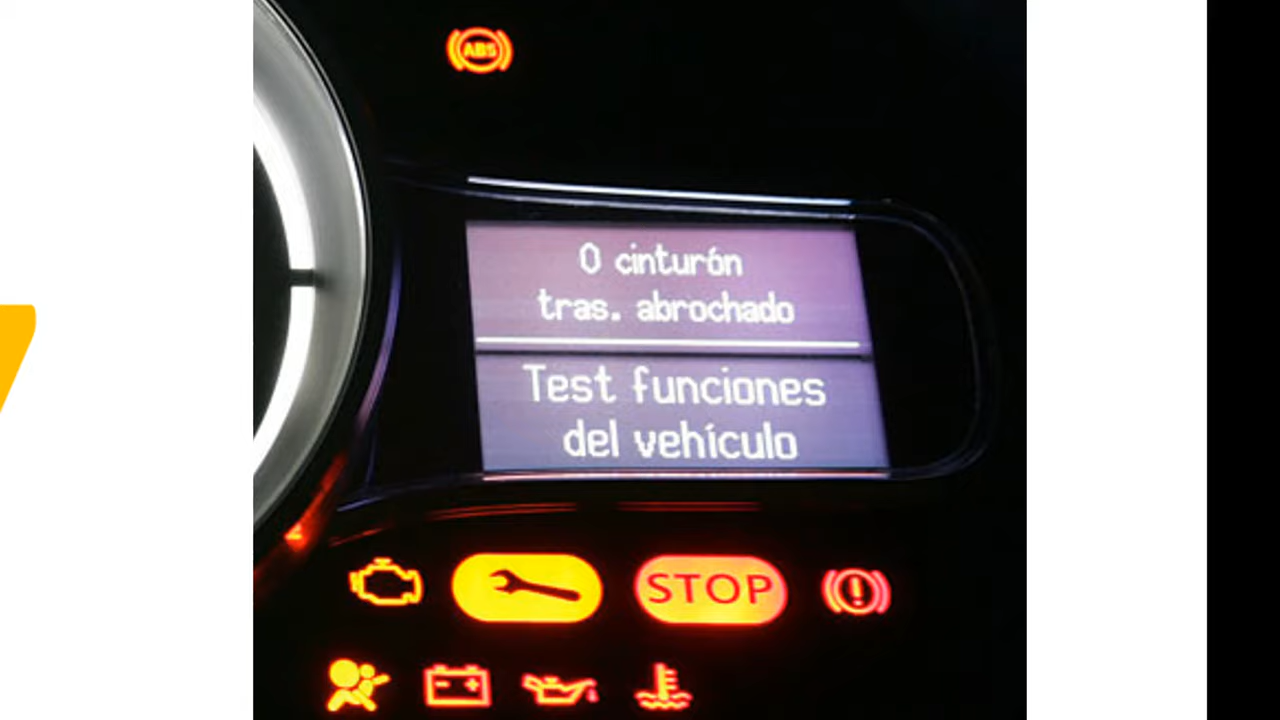 ABS
0 cinturón
tras. abrochado
Test funciones
del vehículo
STOP